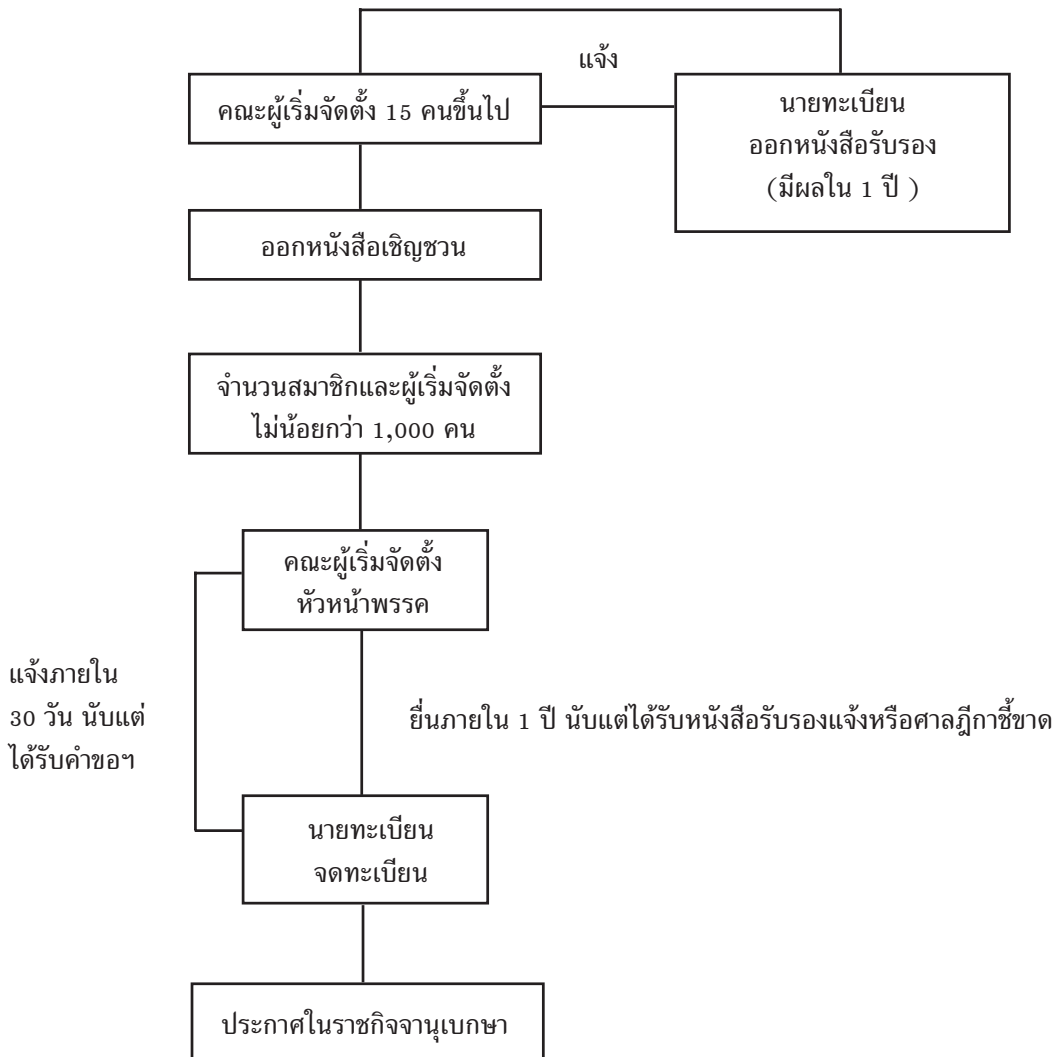 แจ้ง
คณะผู้เริ่มจัดตั้ง 15 คนขึ้นไป
นายทะเบียน
ออกหนังสือรับรอง
(มีผลใน 1 ปี )
ออกหนังสือเชิญชวน
จำนวนสมาชิกและผู้เริ่มจัดตั้ง
ไม่น้อยกว่า 1,000 คน
คณะผู้เริ่มจัดตั้ง
หัวหน้าพรรค
แจ้งภายใน
30 วัน นับแต่
ได้รับคำขอฯ
ยื่นภายใน 1 ปี นับแต่ได้รับหนังสือรับรองแจ้งหรือศาลฎีกาชี้ขาด
นายทะเบียน
จดทะเบียน
ประกาศในราชกิจจานุเบกษา